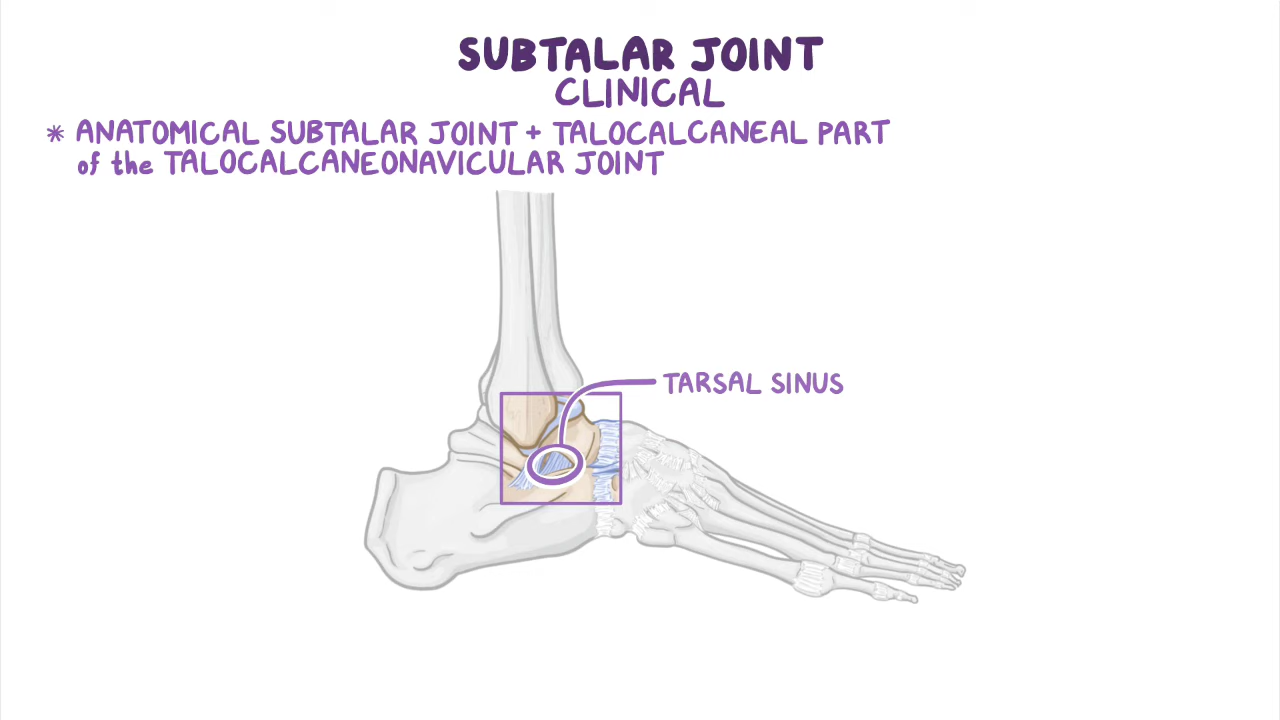 SUBTALAR JOINT
CLINICAL
* ANATOMICAL SUBTALAR JOINT + TALOCALCANEAL PART
of the TALOCALCANEONAVICULAR JOINT
TARSAL SINUS